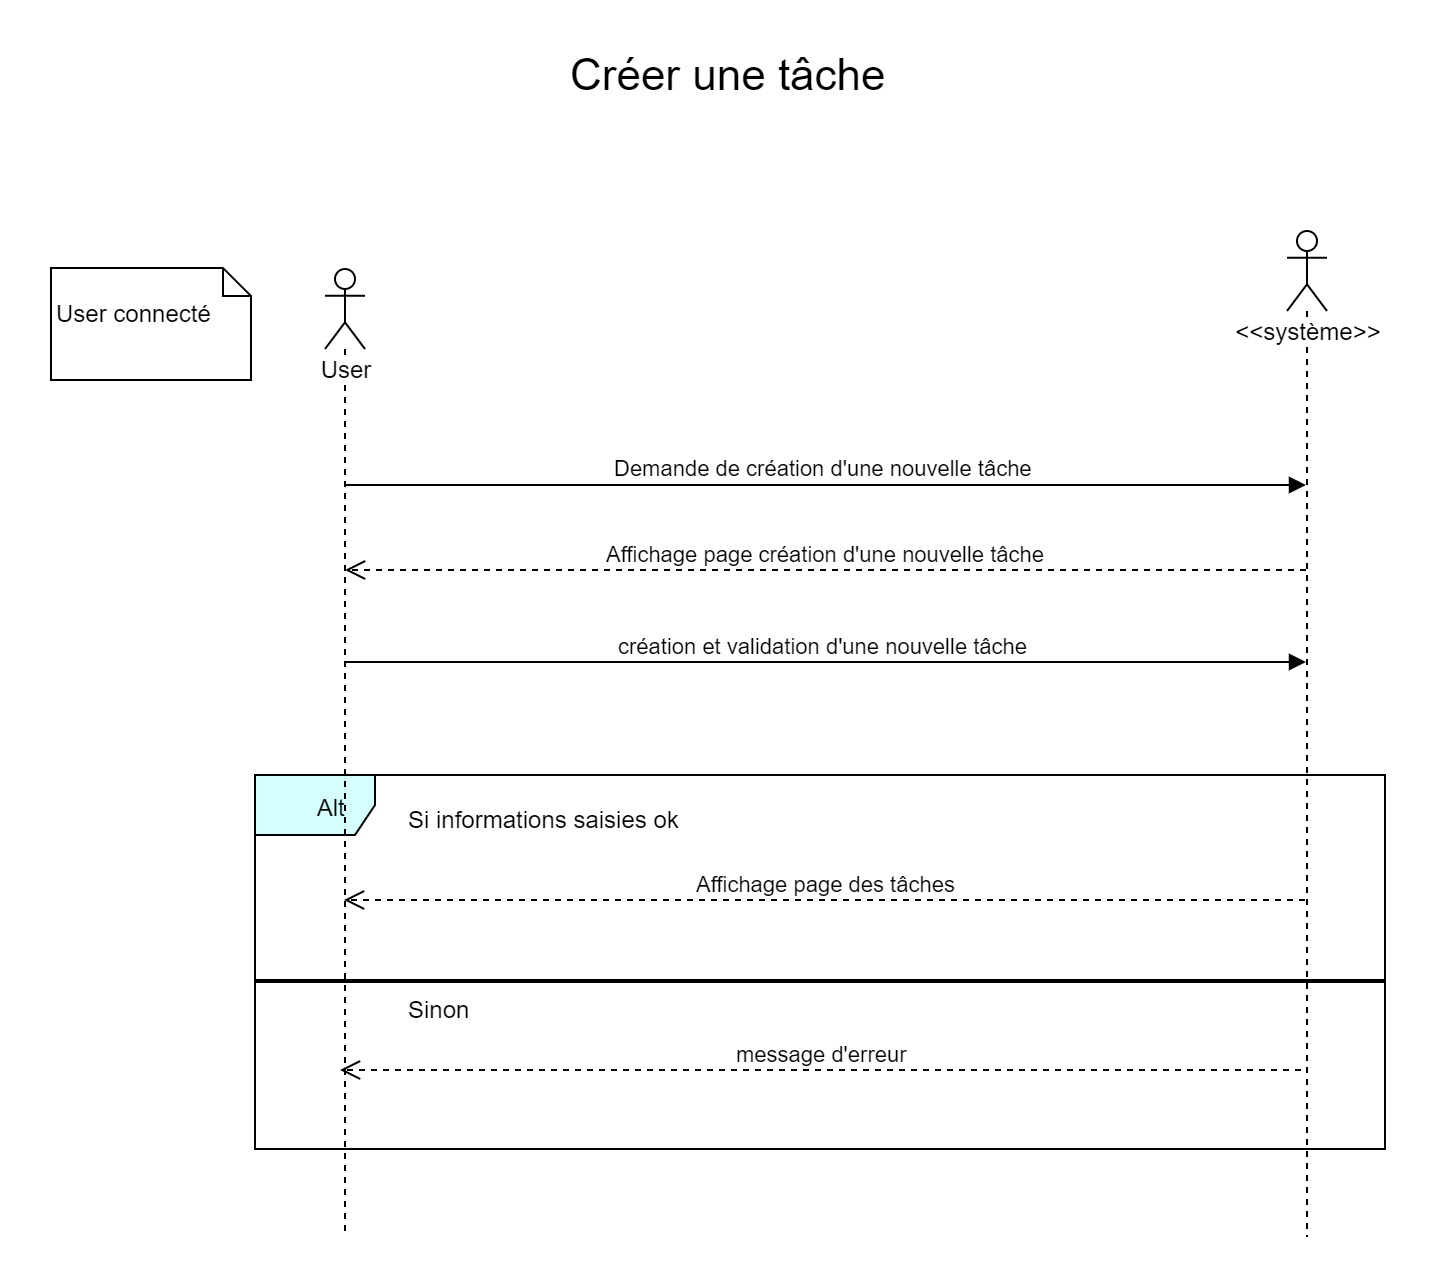 Créer une tâche
User connecté
User
<<système>>
Demande de création d'une nouvelle tâche
Affichage page création d'une nouvelle tâche
création et validation d'une nouvelle tâche
Alt
Si informations saisies ok
Affichage page des tâches
Sinon
message d'erreur